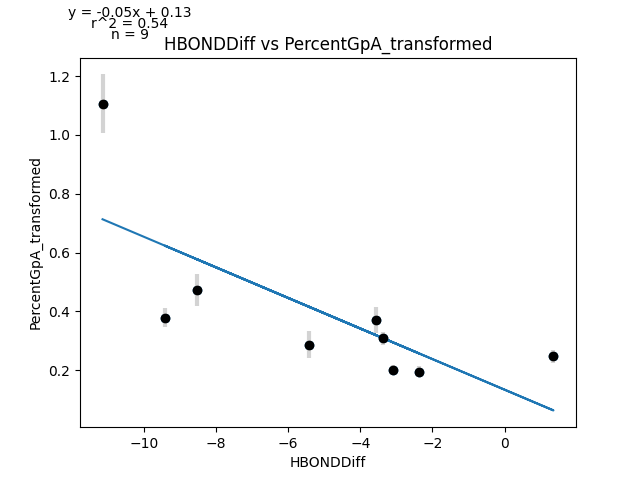 y = -0.05x + 0.13
r^2 = 0.54
n = 9
HBONDDiff vs PercentGpA_transformed
PercentGpA_transformed
1.2
1.0
0.8
0.6
0.4
0.2
−10
−8
−6
−4
−2
0
HBONDDiff